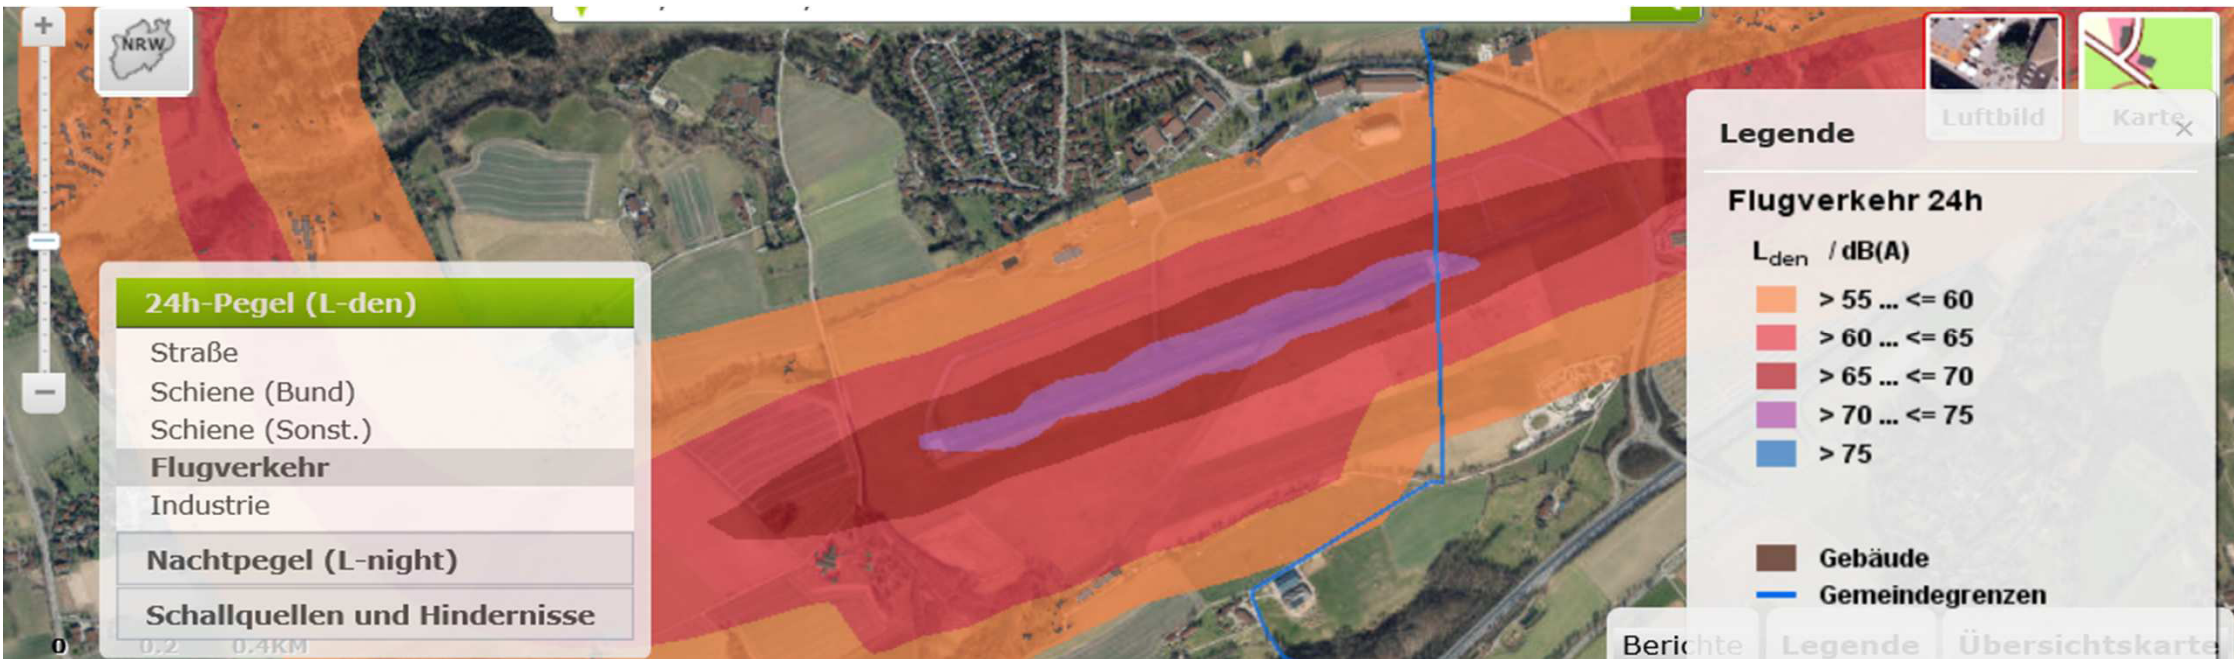 NRW
Luftbild
Karte
Legende
Flugverkehr 24h
Lden / dB(A)
> 55 ... <= 60
> 60 ... <= 65
> 65 ... <= 70
> 70 ... <= 75
> 75
Gebäude
Gemeindegrenzen
24h-Pegel (L-den)
Straße
Schiene (Bund)
Schiene (Sonst.)
Flugverkehr
Industrie
Nachtpegel (L-night)
Schallquellen und Hindernisse
0 0.2 0.4KM
Berichte Legende Übersichtskarte